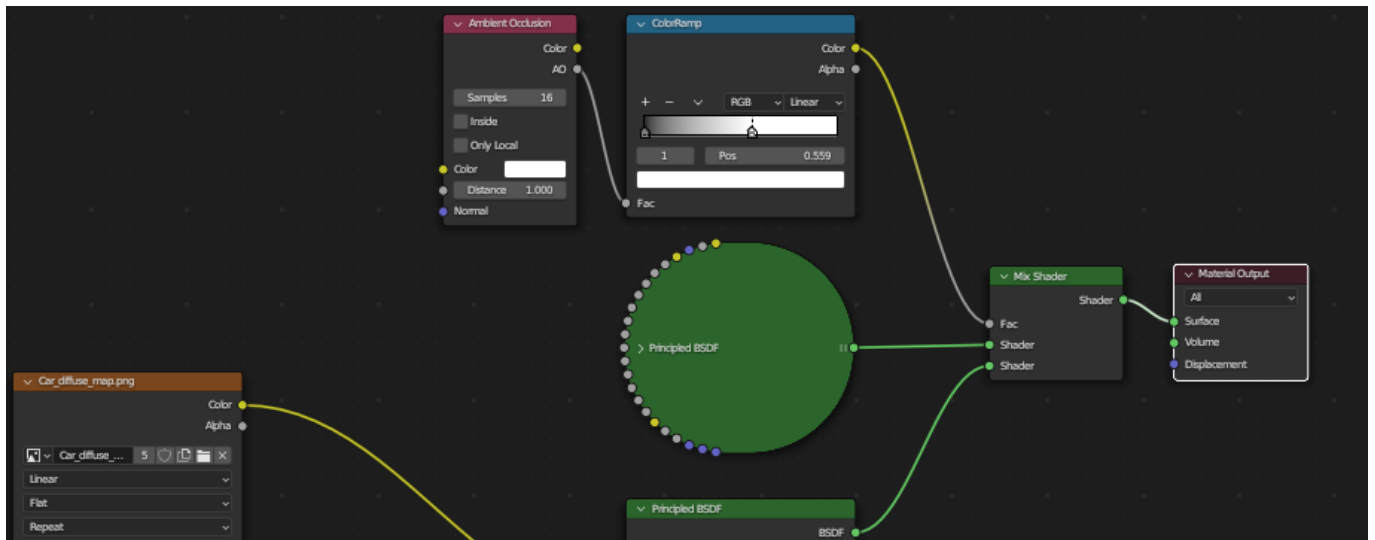 Ambient Occlusion
Color
AO
Samples 16
Inside
Only Local
Color
Distance 1.000
Normal
ColorRamp
Color
Alpha
+ −
RGB
Linear
1
Pos 0.559
Fac
Principled BSDF
Mix Shader
Shader
Fac
Shader
Shader
Material Output
All
Surface
Volume
Displacement
Car_diffuse_map.png
Color
Alpha
Car_diffuse_... 5
Linear
Flat
Repeat
Principled BSDF
BSDF